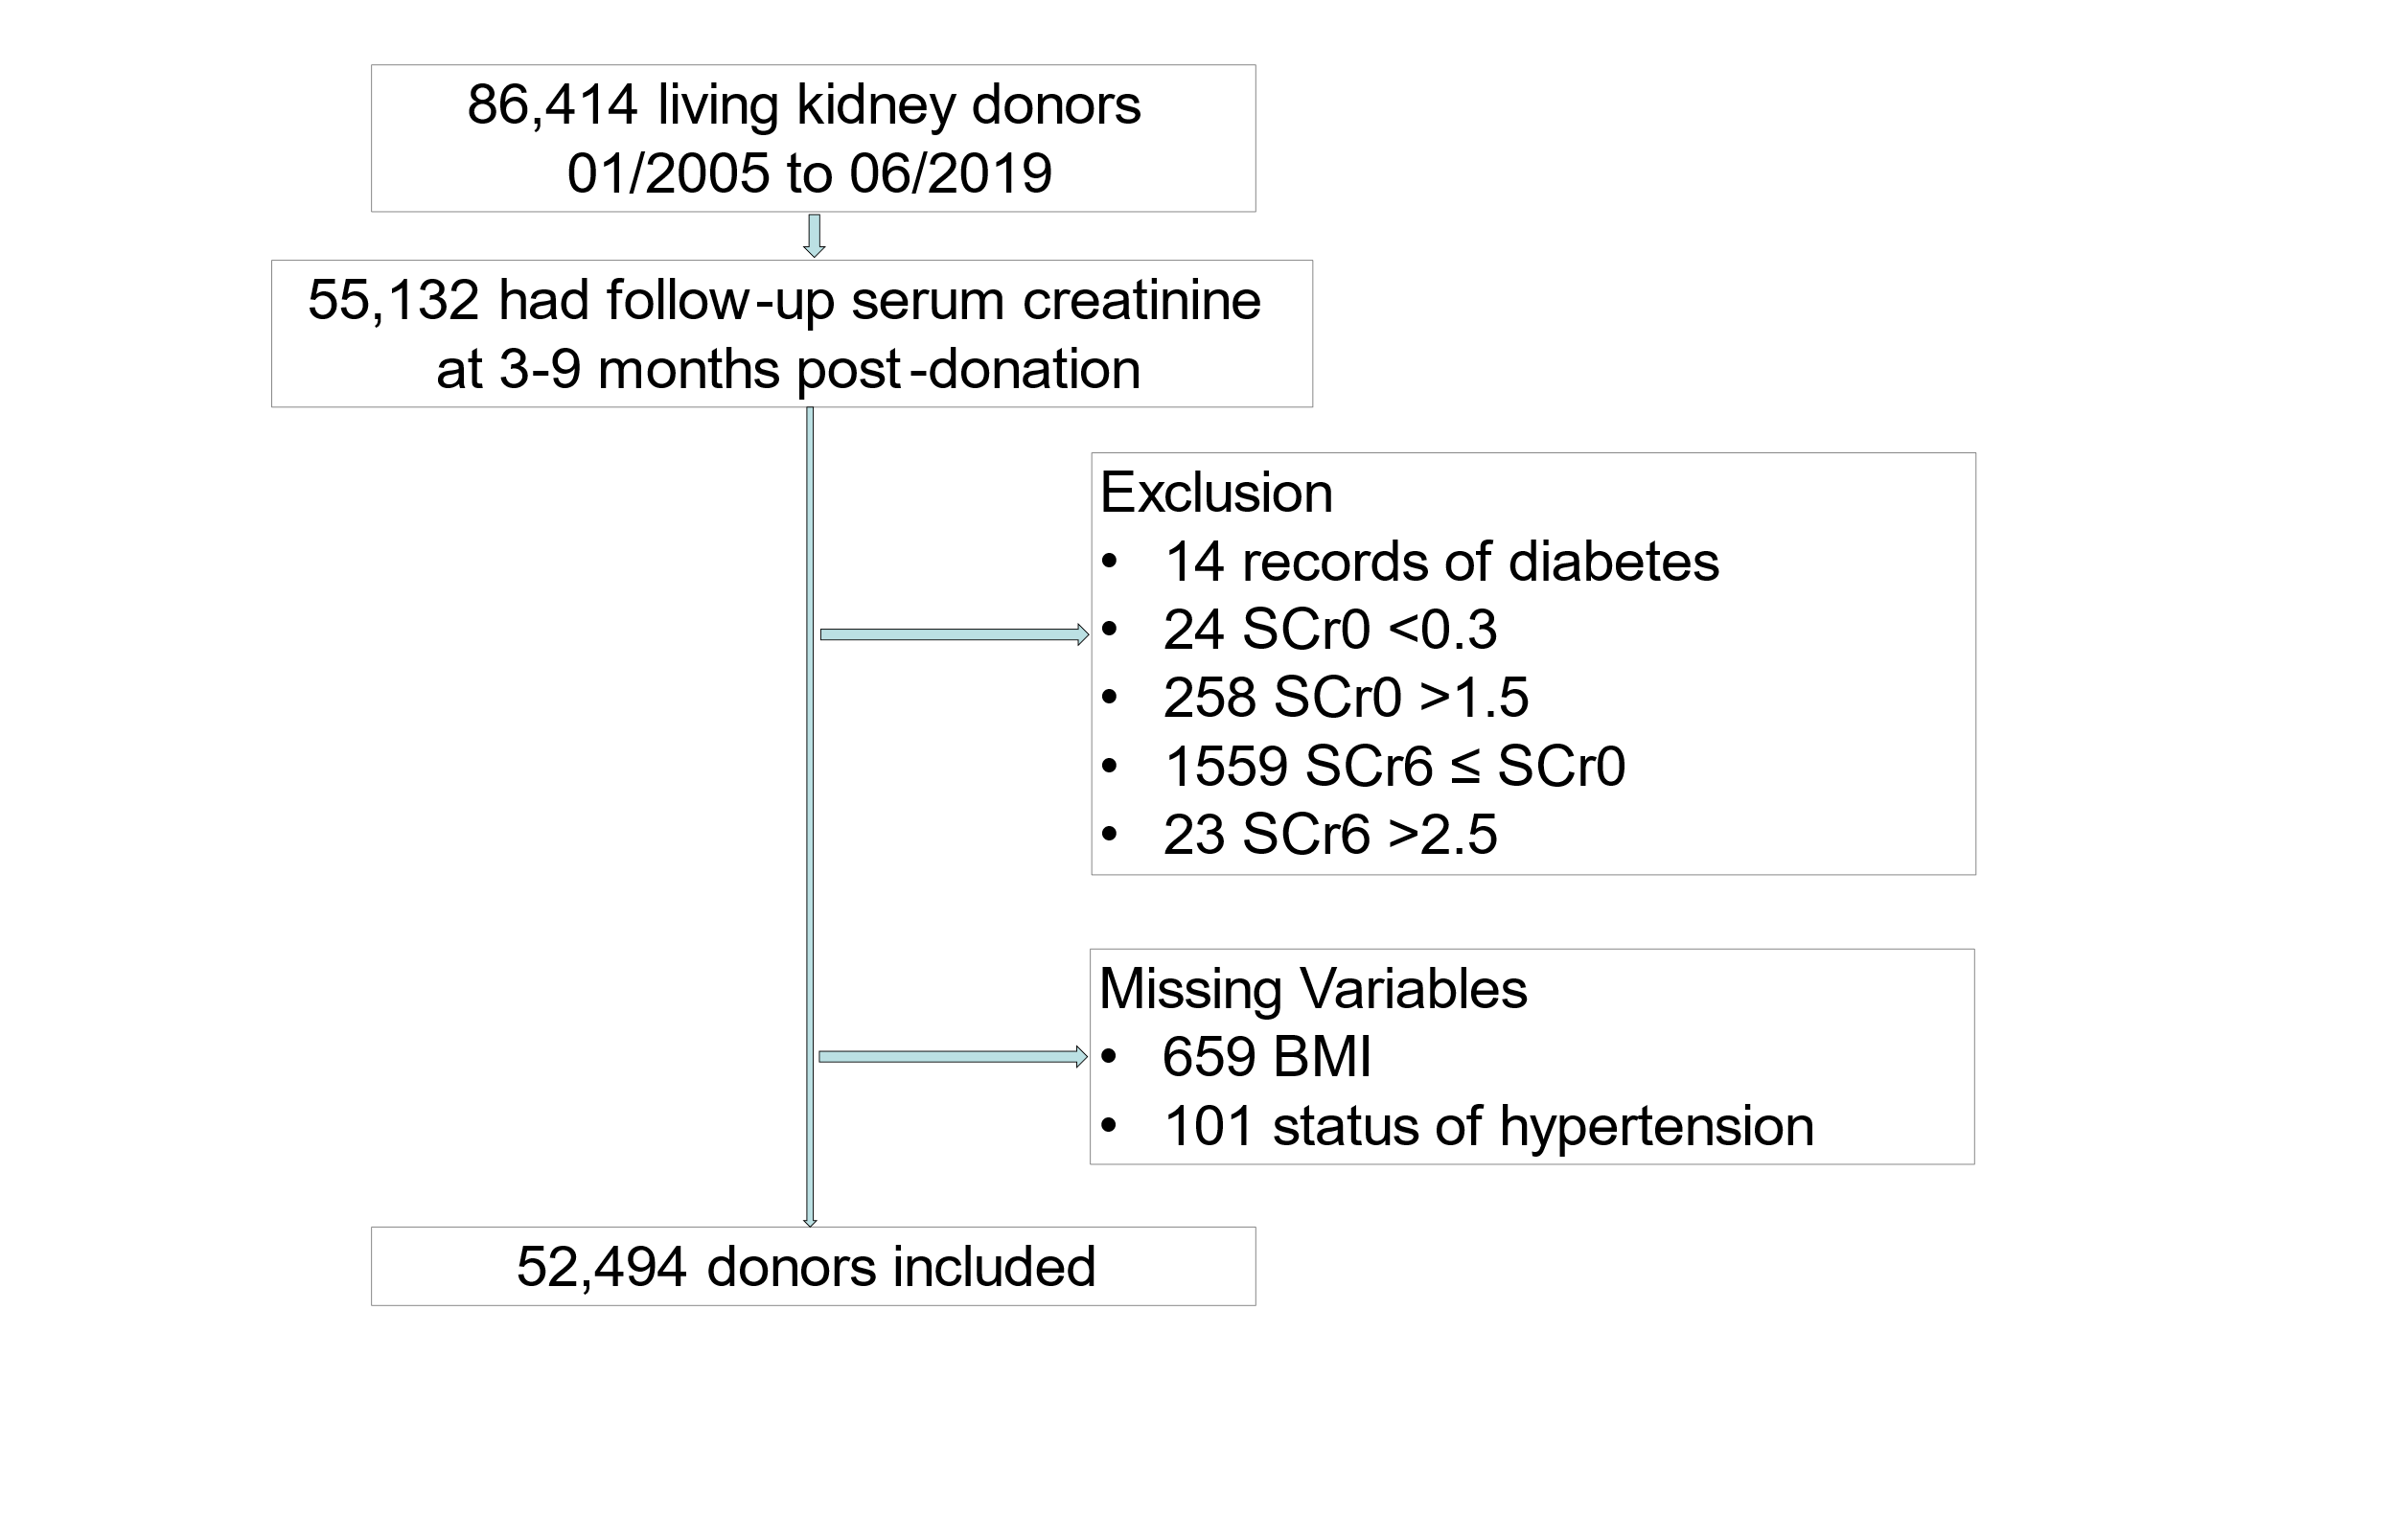 86,414 living kidney donors
01/2005 to 06/2019
55,132 had follow-up serum creatinine
at 3-9 months post-donation
Exclusion
• 14 records of diabetes
• 24 SCr0 <0.3
• 258 SCr0 >1.5
• 1559 SCr6 ≤ SCr0
• 23 SCr6 >2.5
Missing Variables
• 659 BMI
• 101 status of hypertension
52,494 donors included